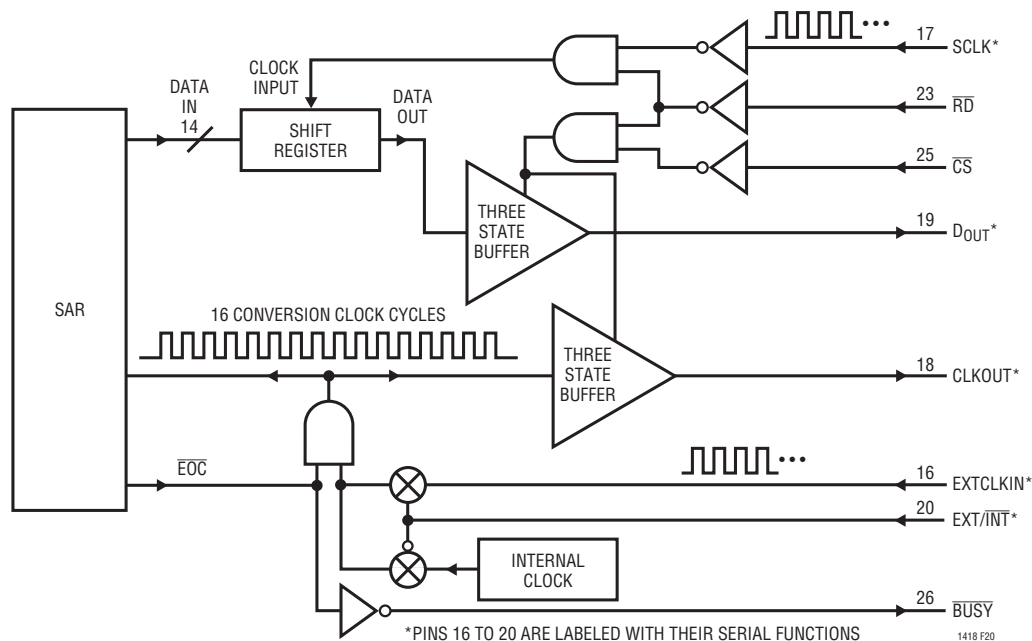 17
SCLK*
CLOCK
INPUT
23
RD
DATA
IN
14
DATA
OUT
SHIFT
REGISTER
25
CS
THREE
STATE
BUFFER
19
DOUT*
SAR
16 CONVERSION CLOCK CYCLES
THREE
STATE
BUFFER
18
CLKOUT*
EOC
16
EXTCLKIN*
20
EXT/INT*
INTERNAL
CLOCK
26
BUSY
*PINS 16 TO 20 ARE LABELED WITH THEIR SERIAL FUNCTIONS
1418 F20